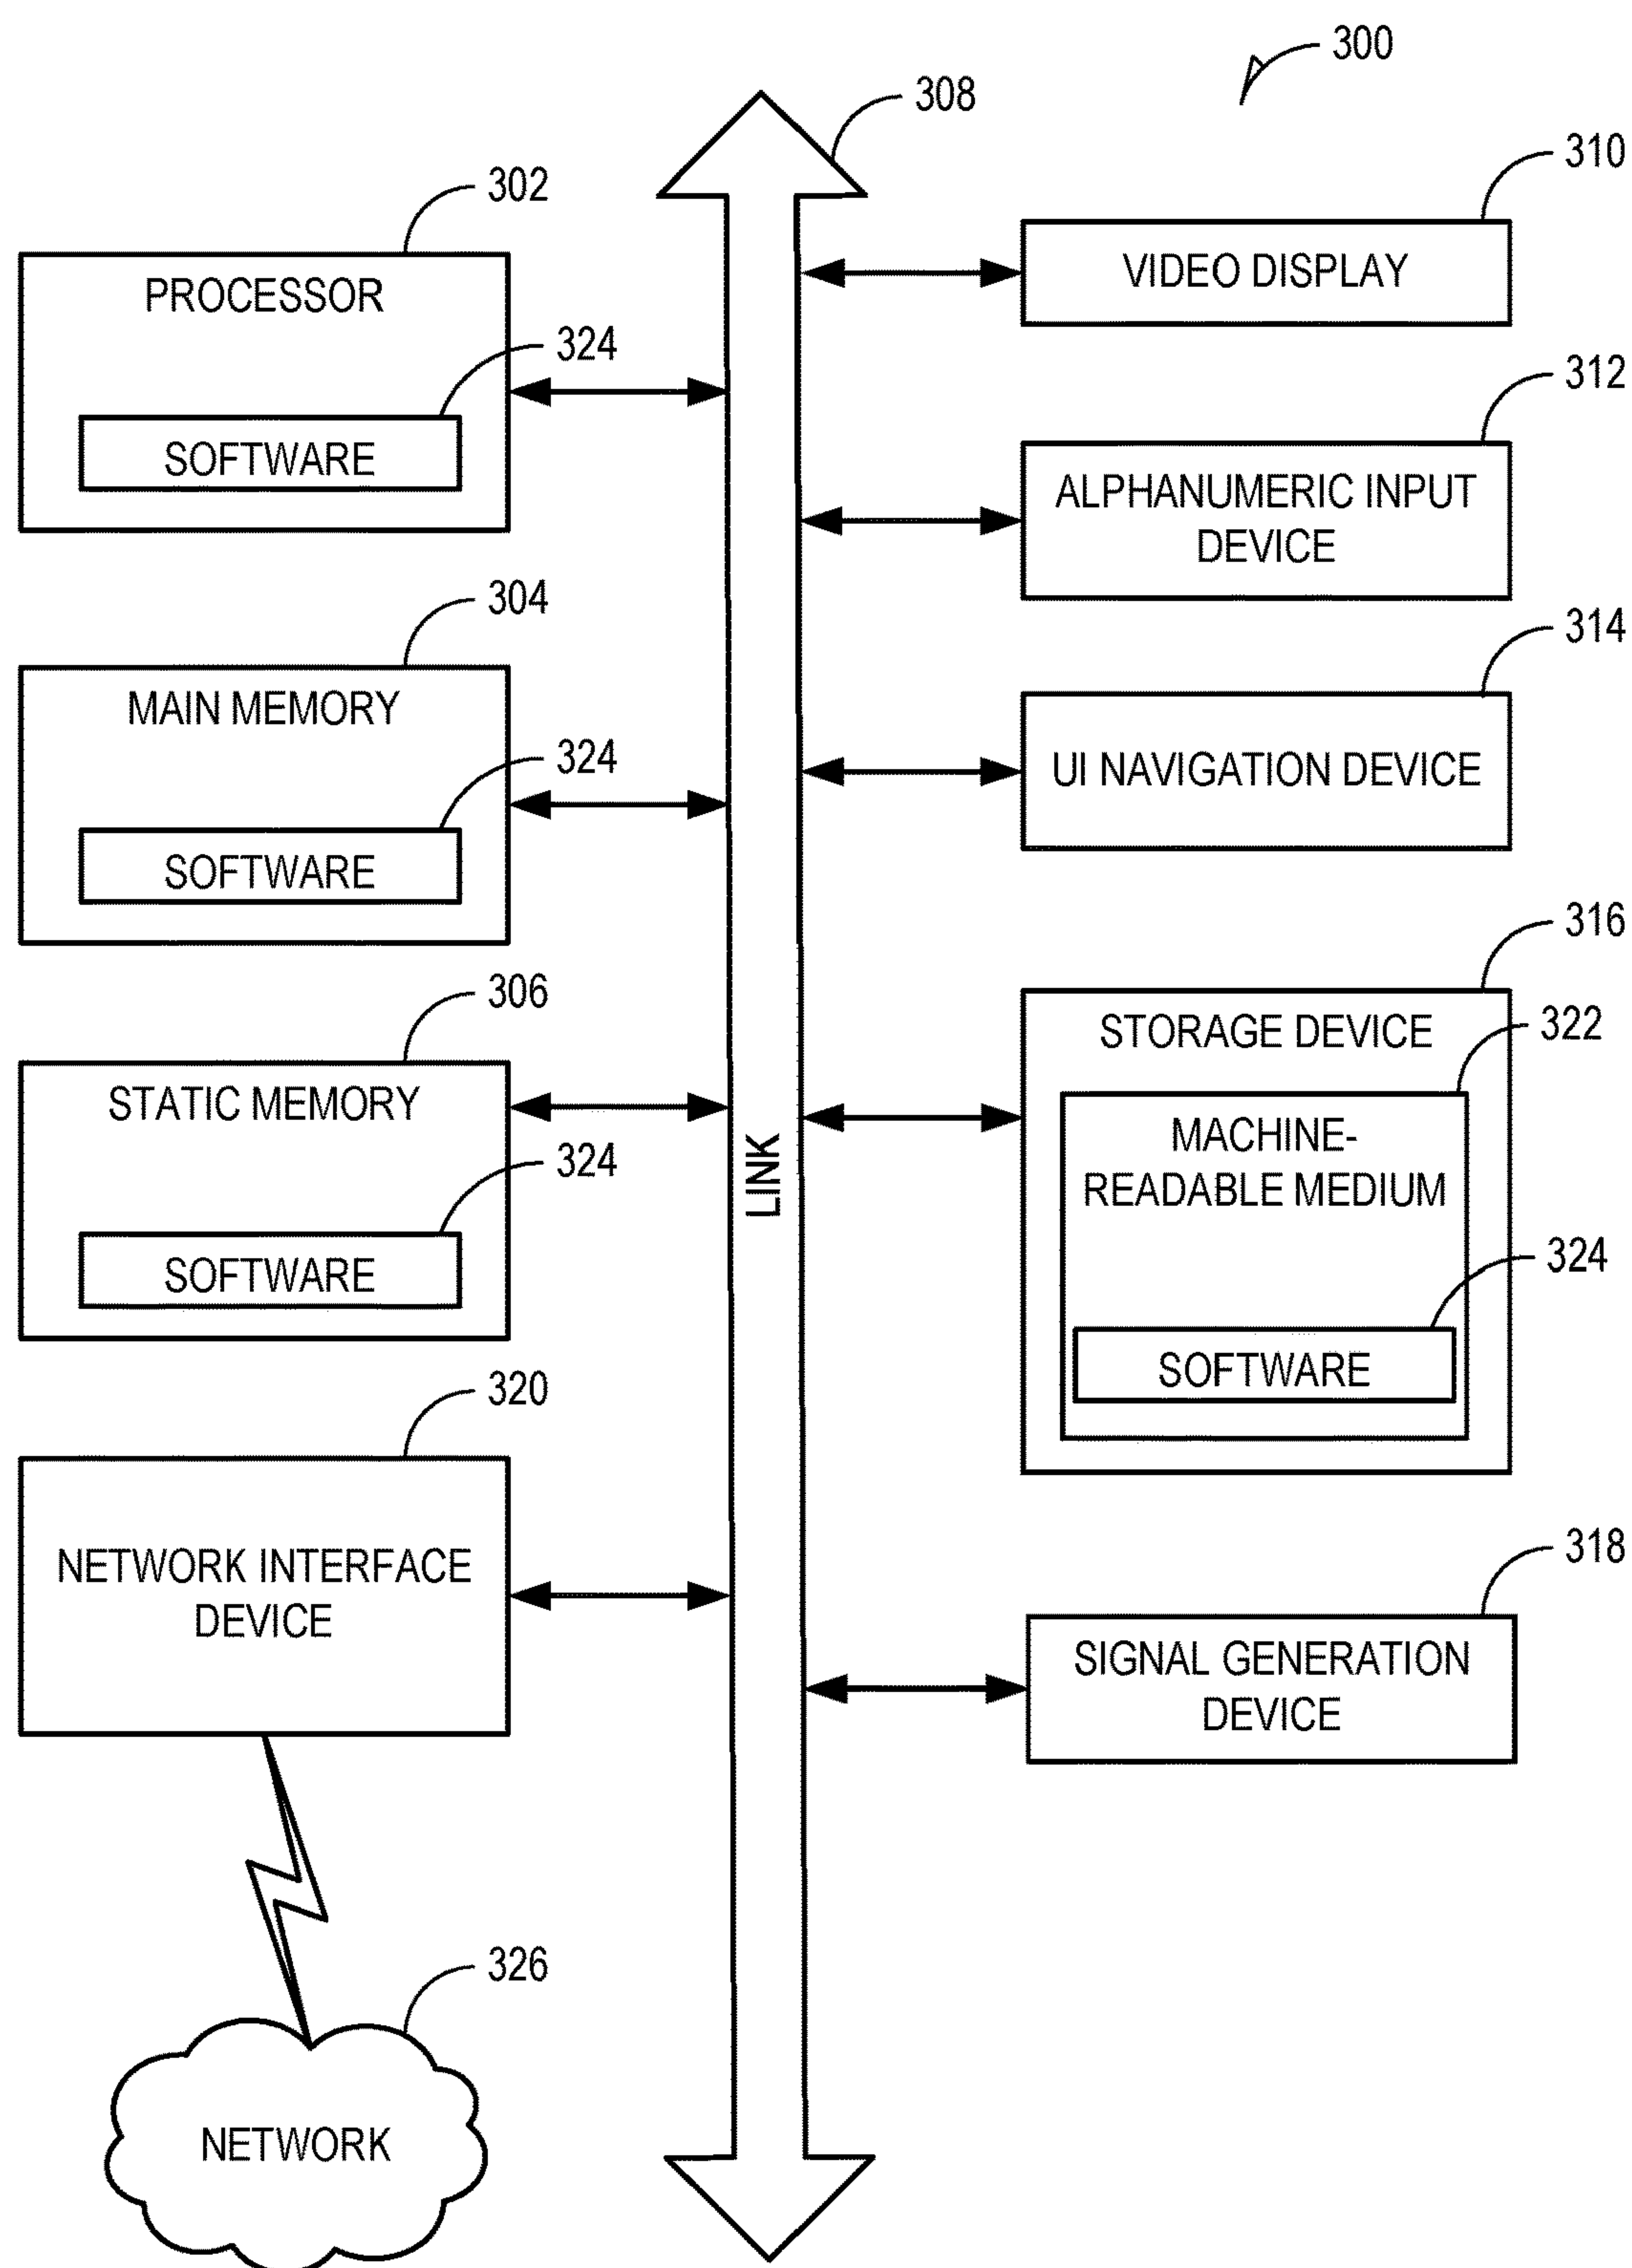 300
308
302
PROCESSOR
324
SOFTWARE
304
MAIN MEMORY
324
SOFTWARE
306
STATIC MEMORY
324
SOFTWARE
320
NETWORK INTERFACE
DEVICE
326
NETWORK
LINK
310
VIDEO DISPLAY
312
ALPHANUMERIC INPUT
DEVICE
314
UI NAVIGATION DEVICE
316
STORAGE DEVICE
322
MACHINE-
READABLE MEDIUM
324
SOFTWARE
318
SIGNAL GENERATION
DEVICE